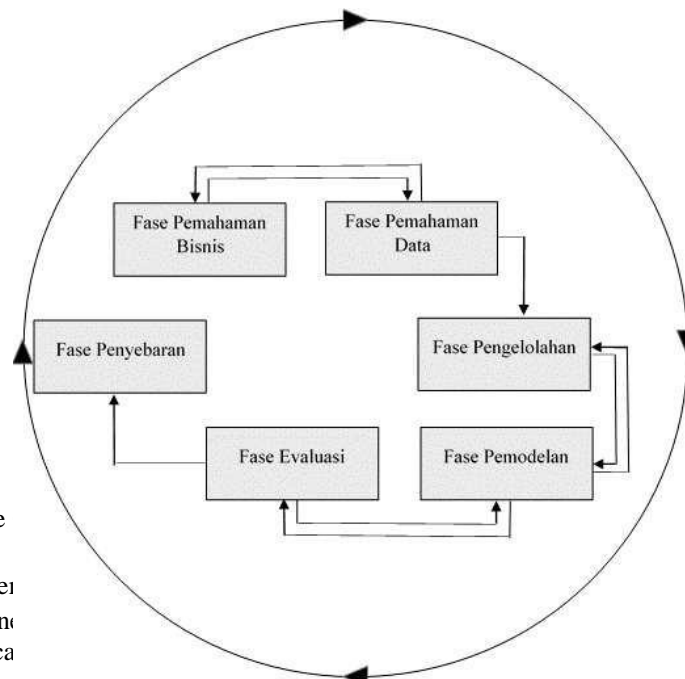 Fase Pemahaman
Bisnis
Fase Pemahaman
Data
Fase Penyebaran
Fase Pengelolahan
Fase Evaluasi
Fase Pemodelan
e